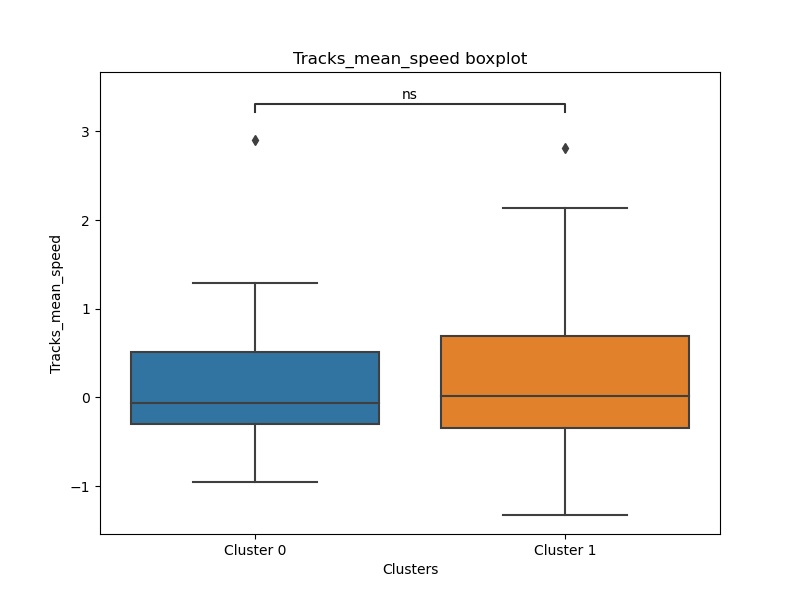 Tracks_mean_speed boxplot
ns
3
2
1
0
−1
Tracks_mean_speed
Cluster 0
Cluster 1
Clusters